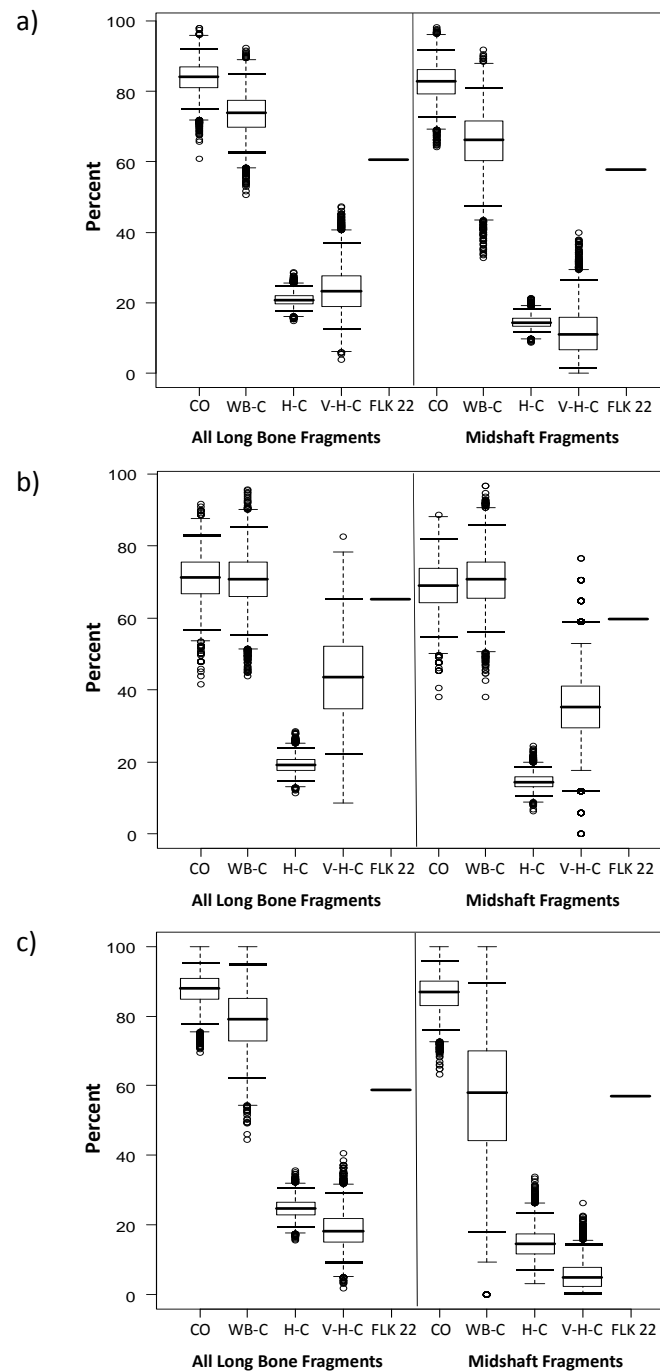 a)
Percent
100
80
60
40
20
0
CO WB-C H-C V-H-C FLK 22 CO WB-C H-C V-H-C FLK 22
All Long Bone Fragments Midshaft Fragments
b)
Percent
100
80
60
40
20
0
CO WB-C H-C V-H-C FLK 22 CO WB-C H-C V-H-C FLK 22
All Long Bone Fragments Midshaft Fragments
c)
Percent
100
80
60
40
20
0
CO WB-C H-C V-H-C FLK 22 CO WB-C H-C V-H-C FLK 22
All Long Bone Fragments Midshaft Fragments